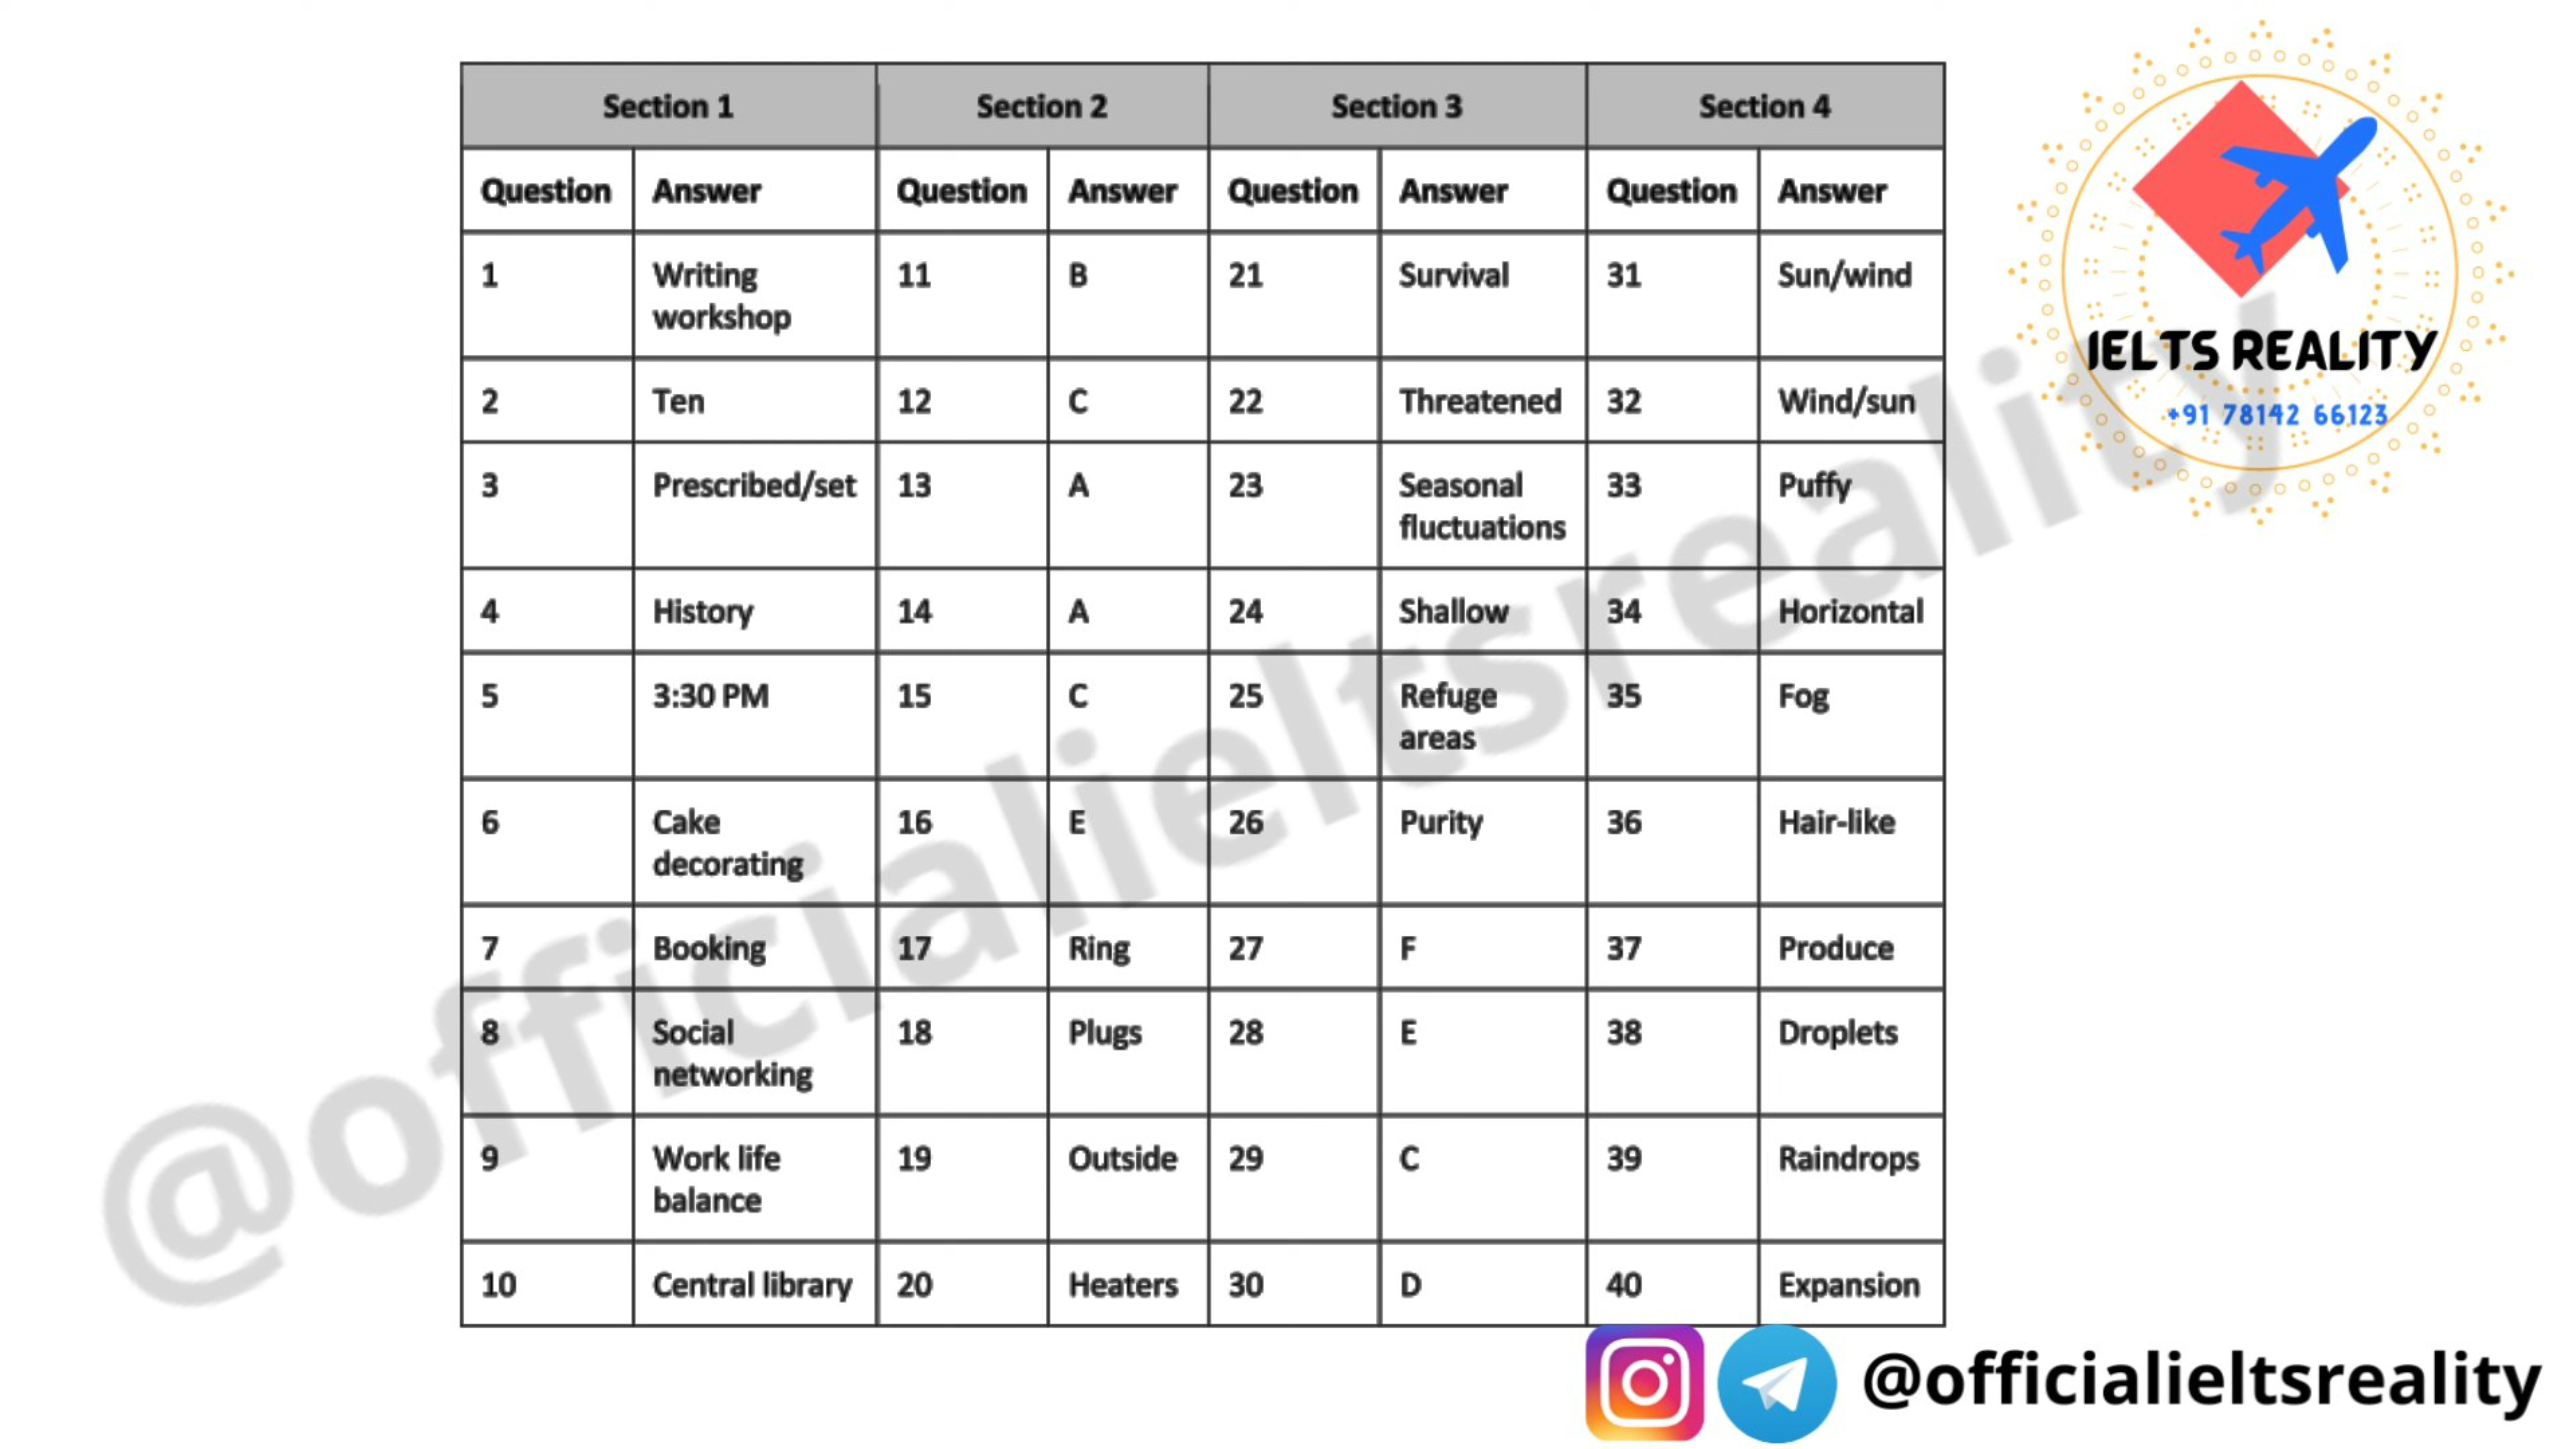 Section 1 Section 2 Section 3 Section 4
Question Answer Question Answer Question Answer Question Answer
1 Writing workshop 11 B 21 Survival 31 Sun/wind
2 Ten 12 C 22 Threatened 32 Wind/sun
3 Prescribed/set 13 A 23 Seasonal fluctuations 33 Puffy
4 History 14 A 24 Shallow 34 Horizontal
5 3:30 PM 15 C 25 Refuge areas 35 Fog
6 Cake decorating 16 E 26 Purity 36 Hair-like
7 Booking 17 Ring 27 F 37 Produce
8 Social networking 18 Plugs 28 E 38 Droplets
9 Work life balance 19 Outside 29 C 39 Raindrops
10 Central library 20 Heaters 30 D 40 Expansion
IELTS REALITY
+91 78142 66123
@officialieltsreality
@officialieltsreality